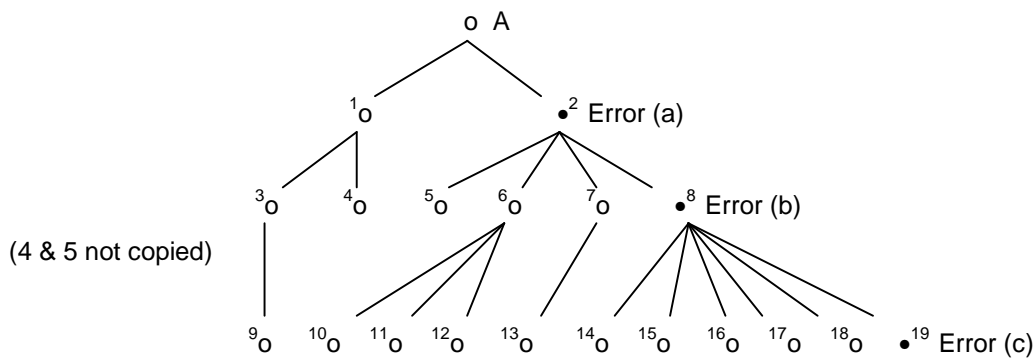 o A
¹o •² Error (a)
³o ⁴o ⁵o ⁶o ⁷o •⁸ Error (b)
(4 & 5 not copied)
⁹o ¹⁰o ¹¹o ¹²o ¹³o ¹⁴o ¹⁵o ¹⁶o ¹⁷o ¹⁸o •¹⁹ Error (c)